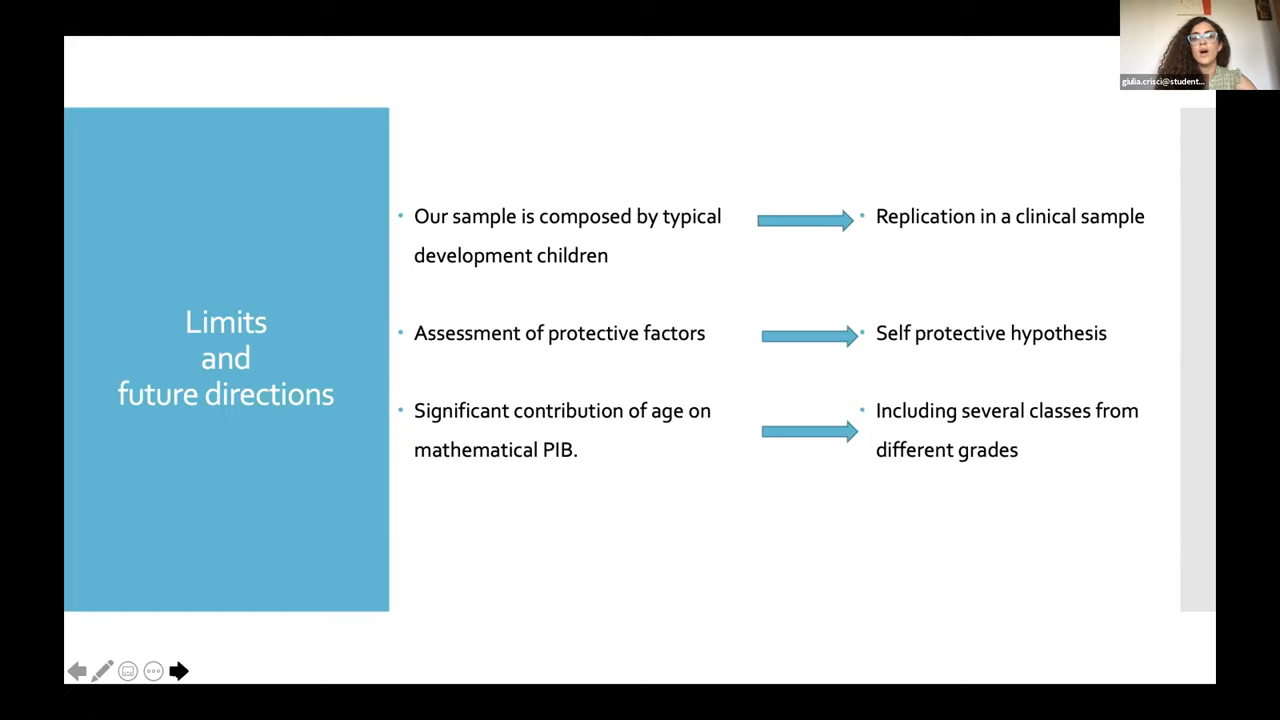 giulia.crisci@student...
Limits
and
future directions
• Our sample is composed by typical
development children
• Replication in a clinical sample
• Assessment of protective factors
• Self protective hypothesis
• Significant contribution of age on
mathematical PIB.
• Including several classes from
different grades